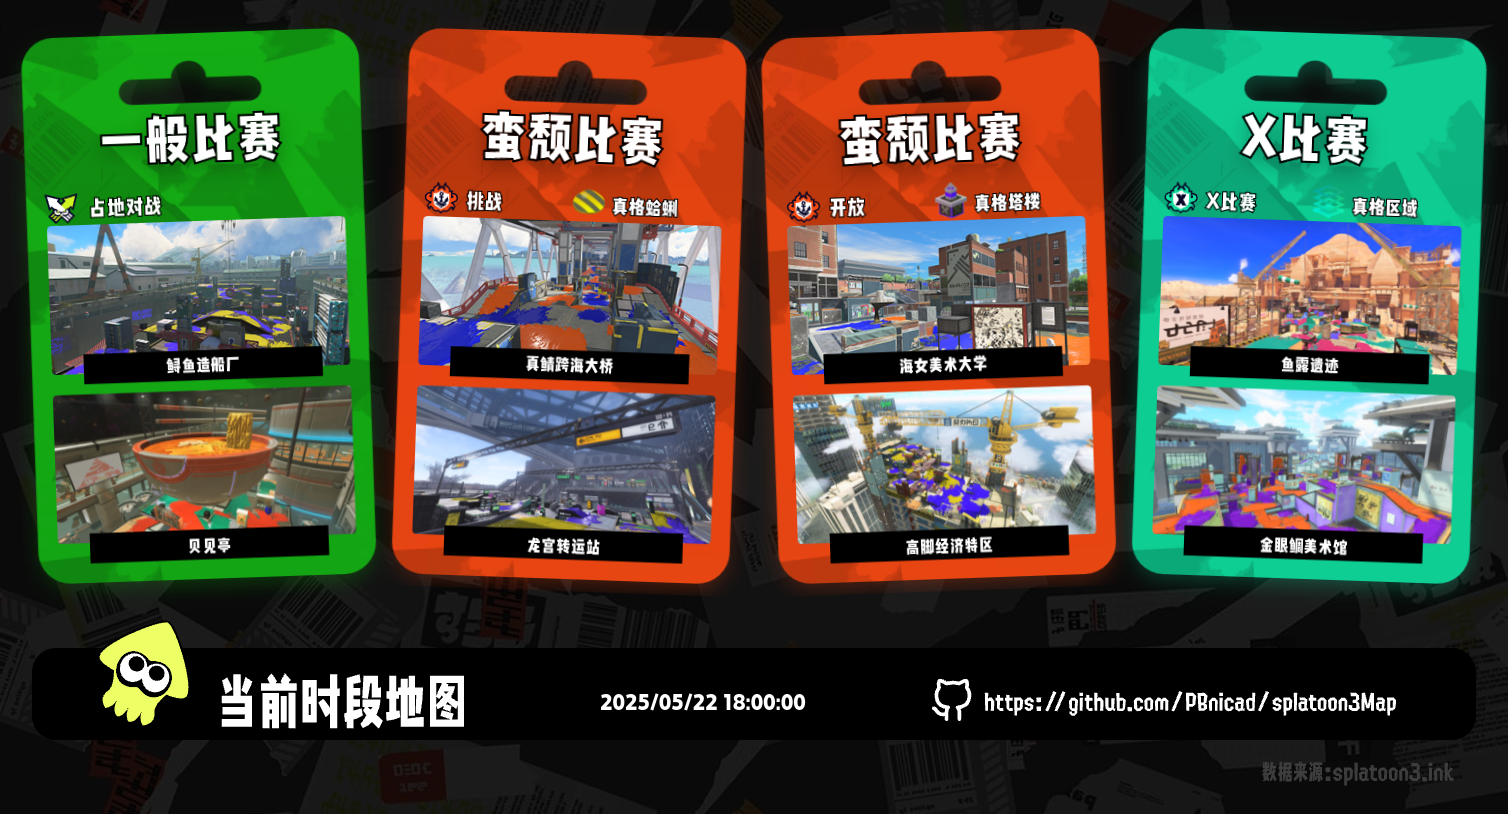 一般比赛
占地对战
鲟鱼造船厂
贝见亭
蛮颓比赛
挑战
真格蛤蜊
真鲭跨海大桥
龙宫转运站
蛮颓比赛
开放
真格塔楼
海女美术大学
高脚经济特区
X比赛
X比赛
真格区域
鱼露遗迹
金眼鲷美术馆
当前时段地图
2025/05/22 18:00:00
https://github.com/PBnicad/splatoon3Map
数据来源:splatoon3.ink